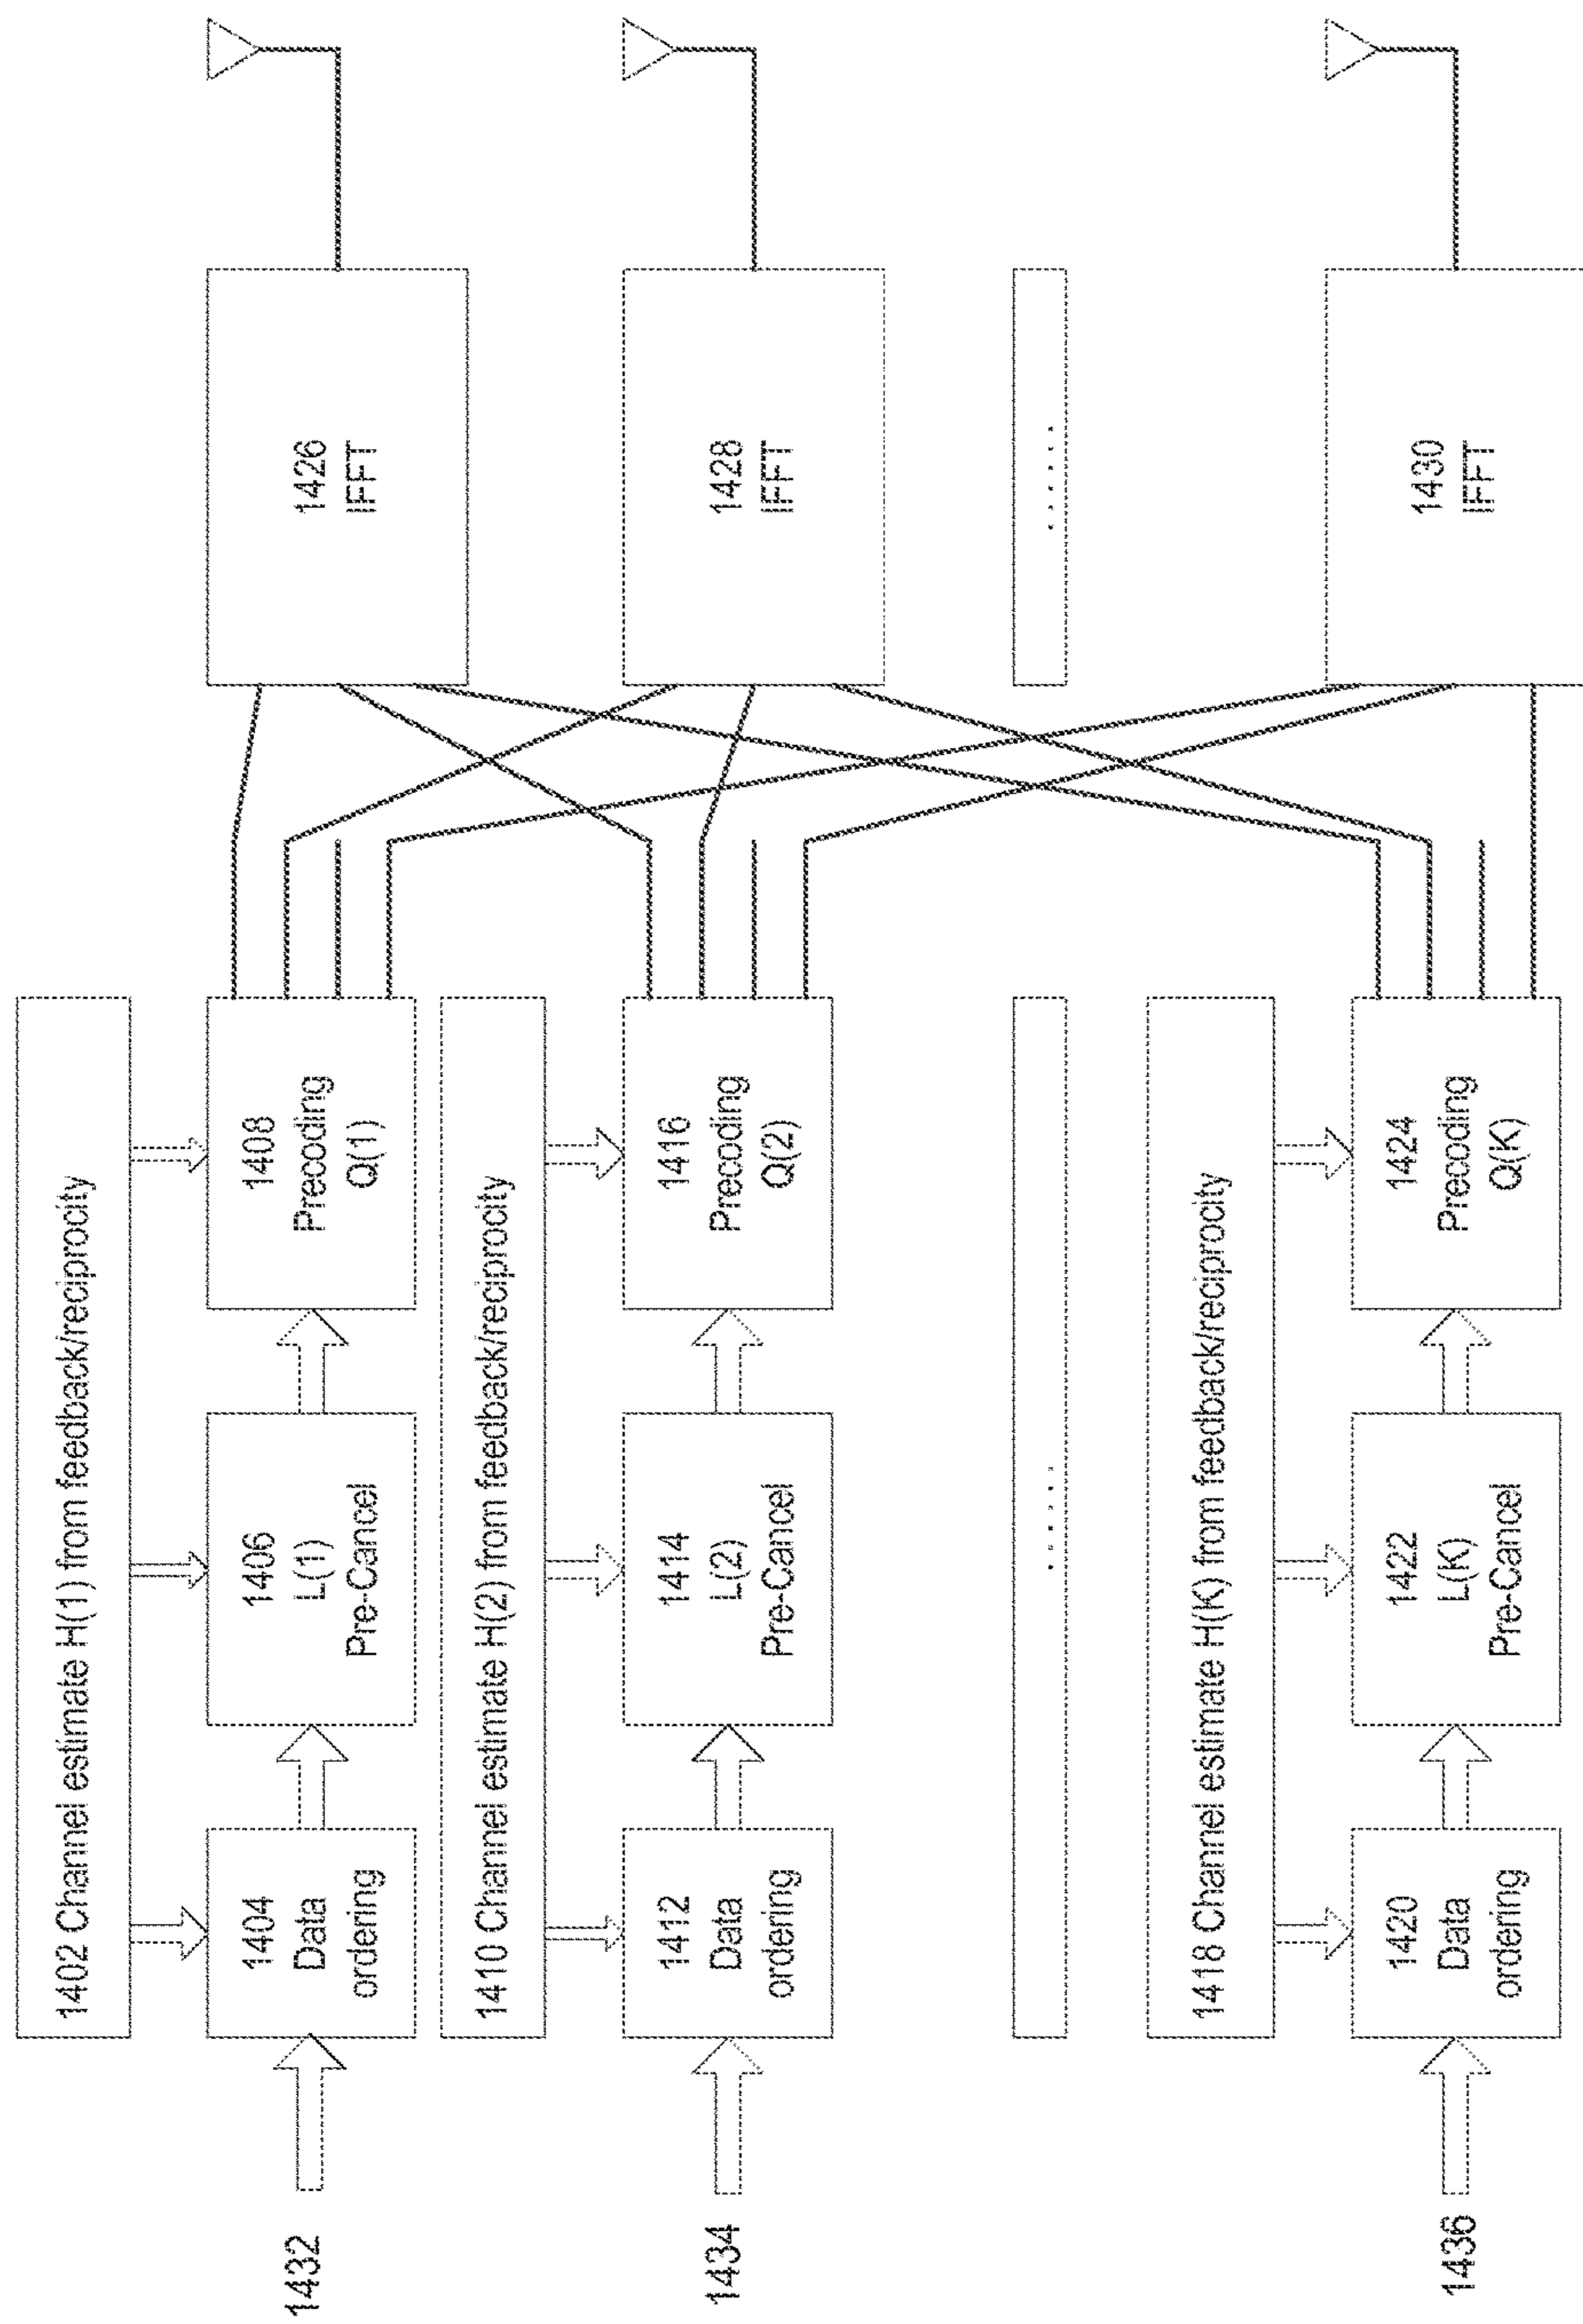 1402 Channel estimate H(1) from feedback/reciprocity
1432
1404
Data
ordering
1406
L(1)
Pre-Cancel
1408
Precoding
Q(1)
1426
IFFT
1410 Channel estimate H(2) from feedback/reciprocity
1434
1412
Data
ordering
1414
L(2)
Pre-Cancel
1416
Precoding
Q(2)
1428
IFFT
......
......
1418 Channel estimate H(K) from feedback/reciprocity
1436
1420
Data
ordering
1422
L(K)
Pre-Cancel
1424
Precoding
Q(K)
1430
IFFT